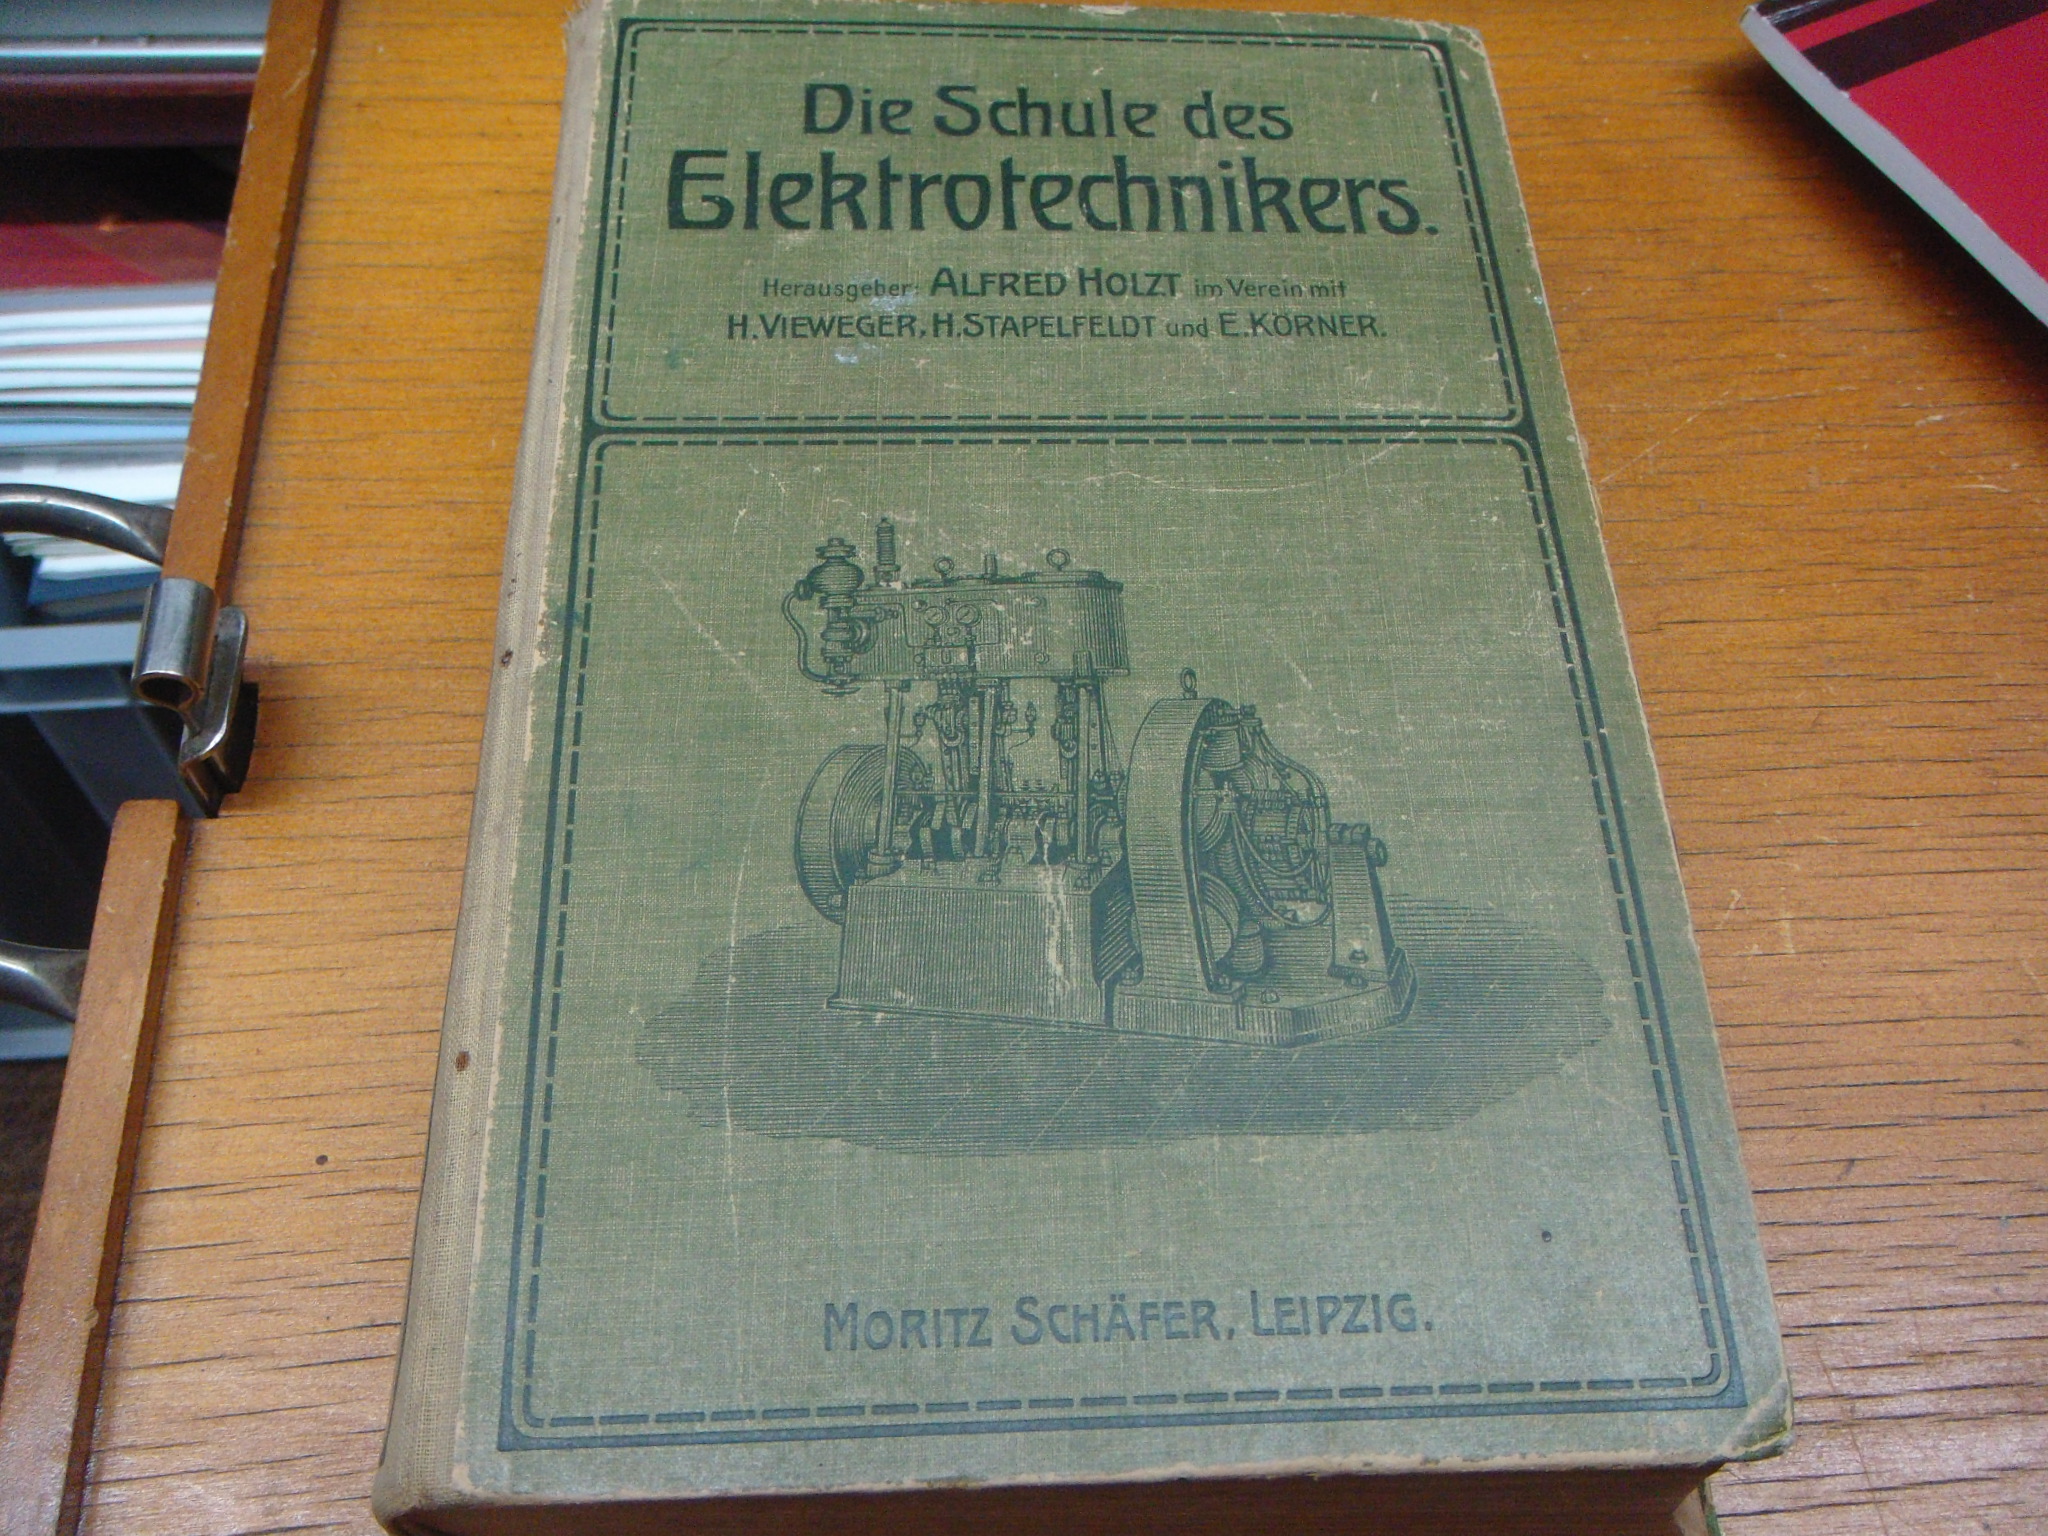 Die Schule des
Elektrotechnikers.
Herausgeber: ALFRED HOLZT im Verein mit
H. VIEWEGER, H. STAPELFELDT und E. KÖRNER.
MORITZ SCHÄFER, LEIPZIG.